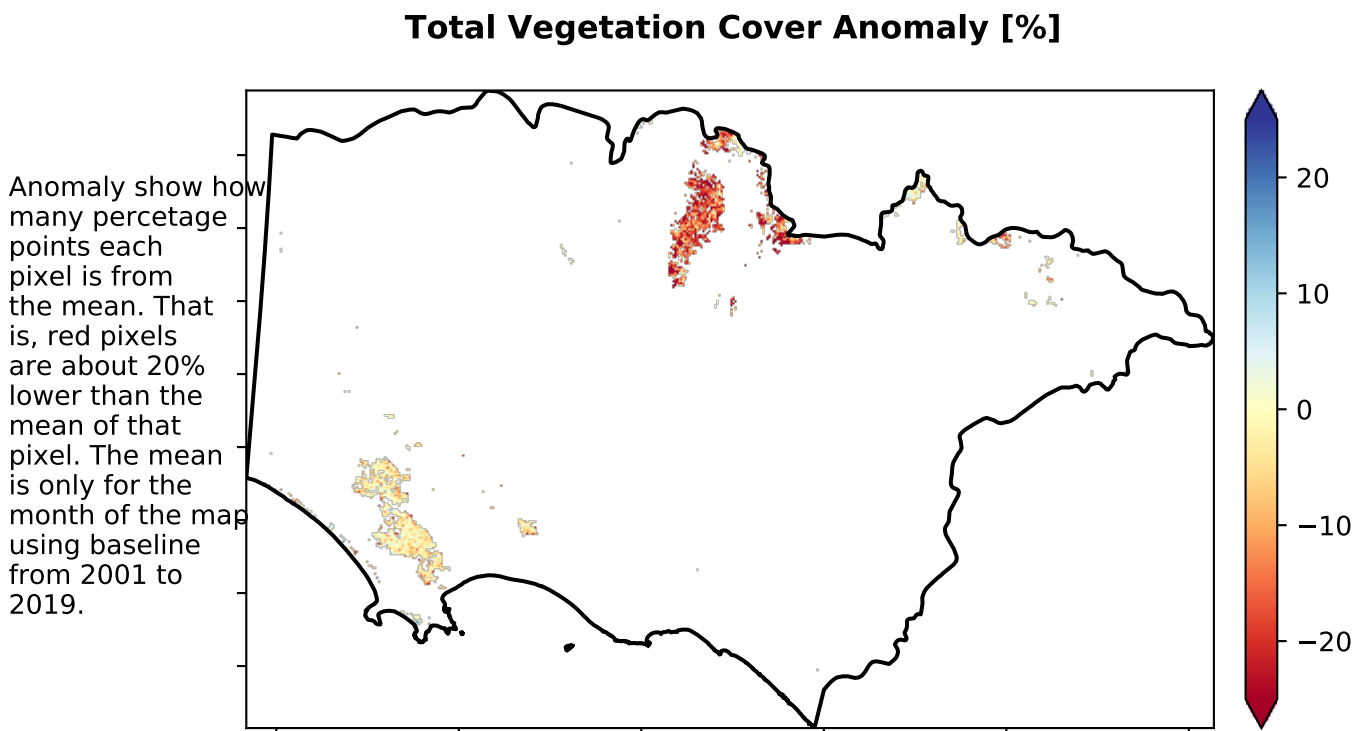 Total Vegetation Cover Anomaly [%]
Anomaly show how
many percetage
points each
pixel is from
the mean. That
is, red pixels
are about 20%
lower than the
mean of that
pixel. The mean
is only for the
month of the map
using baseline
from 2001 to
2019.
20
10
0
−10
−20